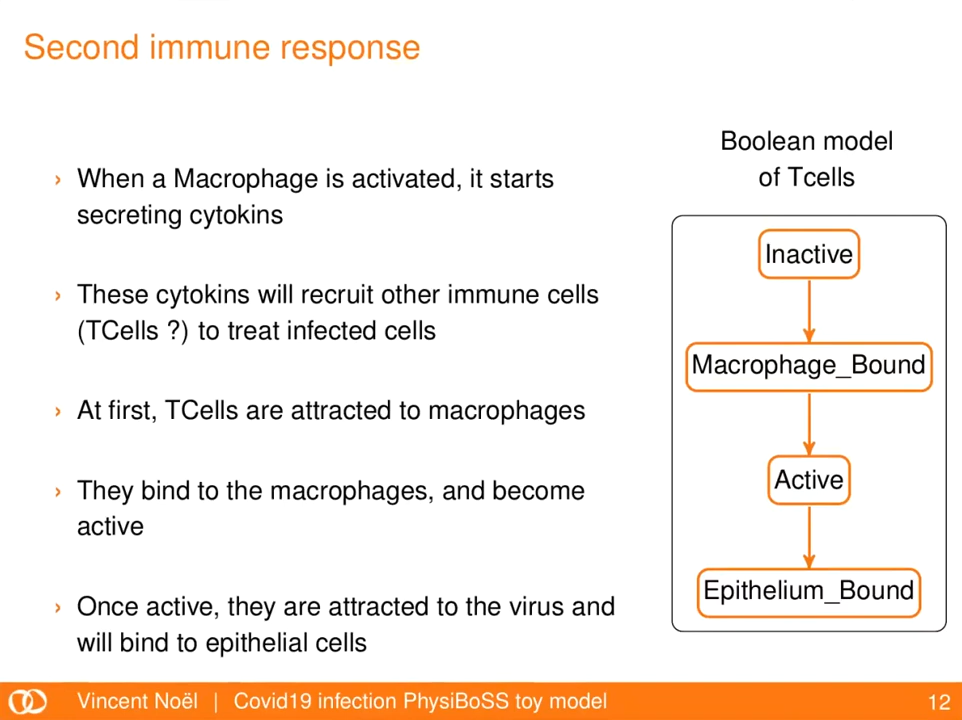 Second immune response
› When a Macrophage is activated, it starts
secreting cytokins
› These cytokins will recruit other immune cells
(TCells ?) to treat infected cells
› At first, TCells are attracted to macrophages
› They bind to the macrophages, and become
active
› Once active, they are attracted to the virus and
will bind to epithelial cells
Boolean model
of Tcells
Inactive
Macrophage_Bound
Active
Epithelium_Bound
Vincent Noël | Covid19 infection PhysiBoSS toy model
12